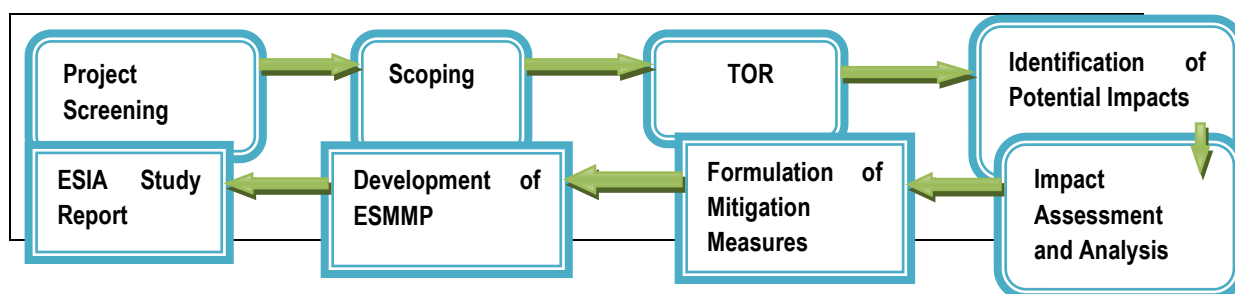 Project
Screening
Scoping
TOR
Identification of
Potential Impacts
Impact
Assessment
and Analysis
Formulation of
Mitigation
Measures
Development of
ESMMP
ESIA Study
Report